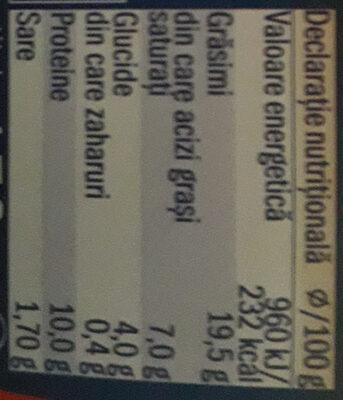 Declarație nutrițională ø/100 g
Valoare energetică 960 kJ/
232 kcal
Grăsimi 19,5 g
din care acizi grași
saturați 7,0 g
Glucide 4,0 g
din care zaharuri 0,4 g
Proteine 10,0 g
Sare 1,70 g